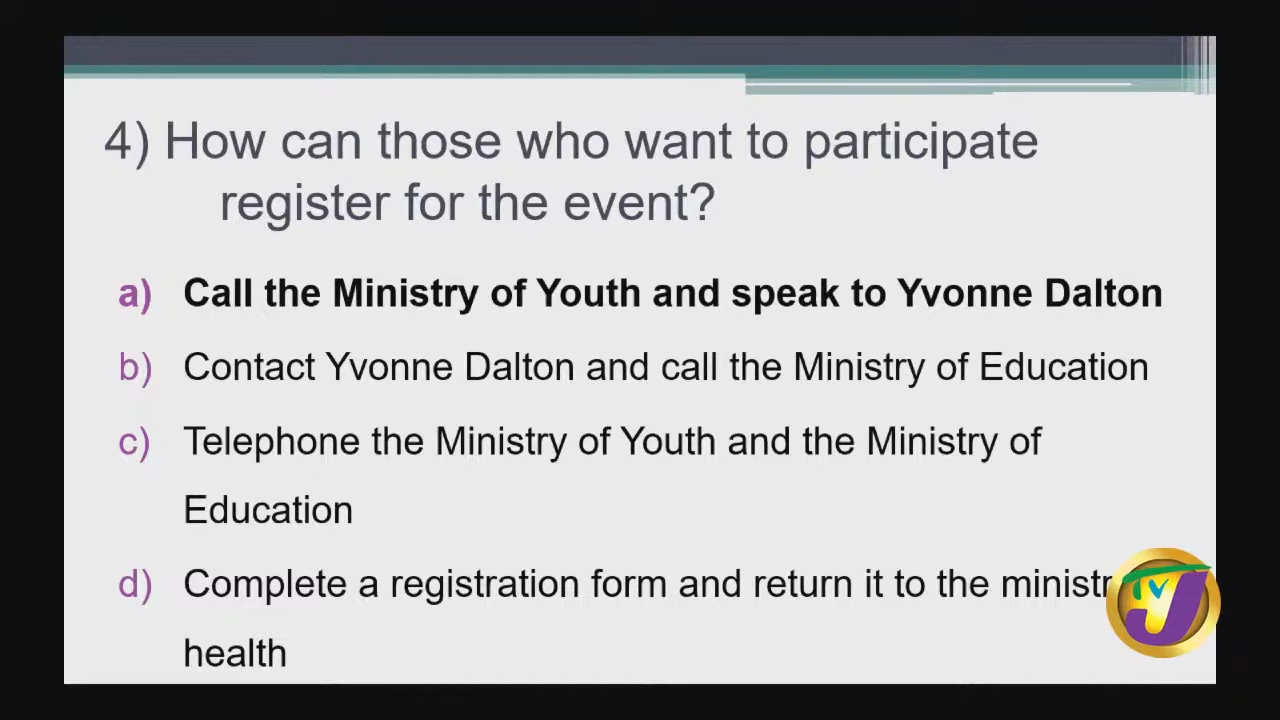 4) How can those who want to participate
register for the event?
a) Call the Ministry of Youth and speak to Yvonne Dalton
b) Contact Yvonne Dalton and call the Ministry of Education
c) Telephone the Ministry of Youth and the Ministry of
Education
d) Complete a registration form and return it to the
health
TVJ